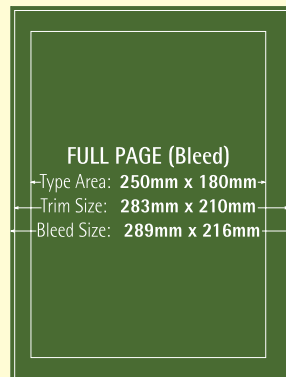 FULL PAGE (Bleed)
Type Area: 250mm x 180mm
Trim Size: 283mm x 210mm
Bleed Size: 289mm x 216mm